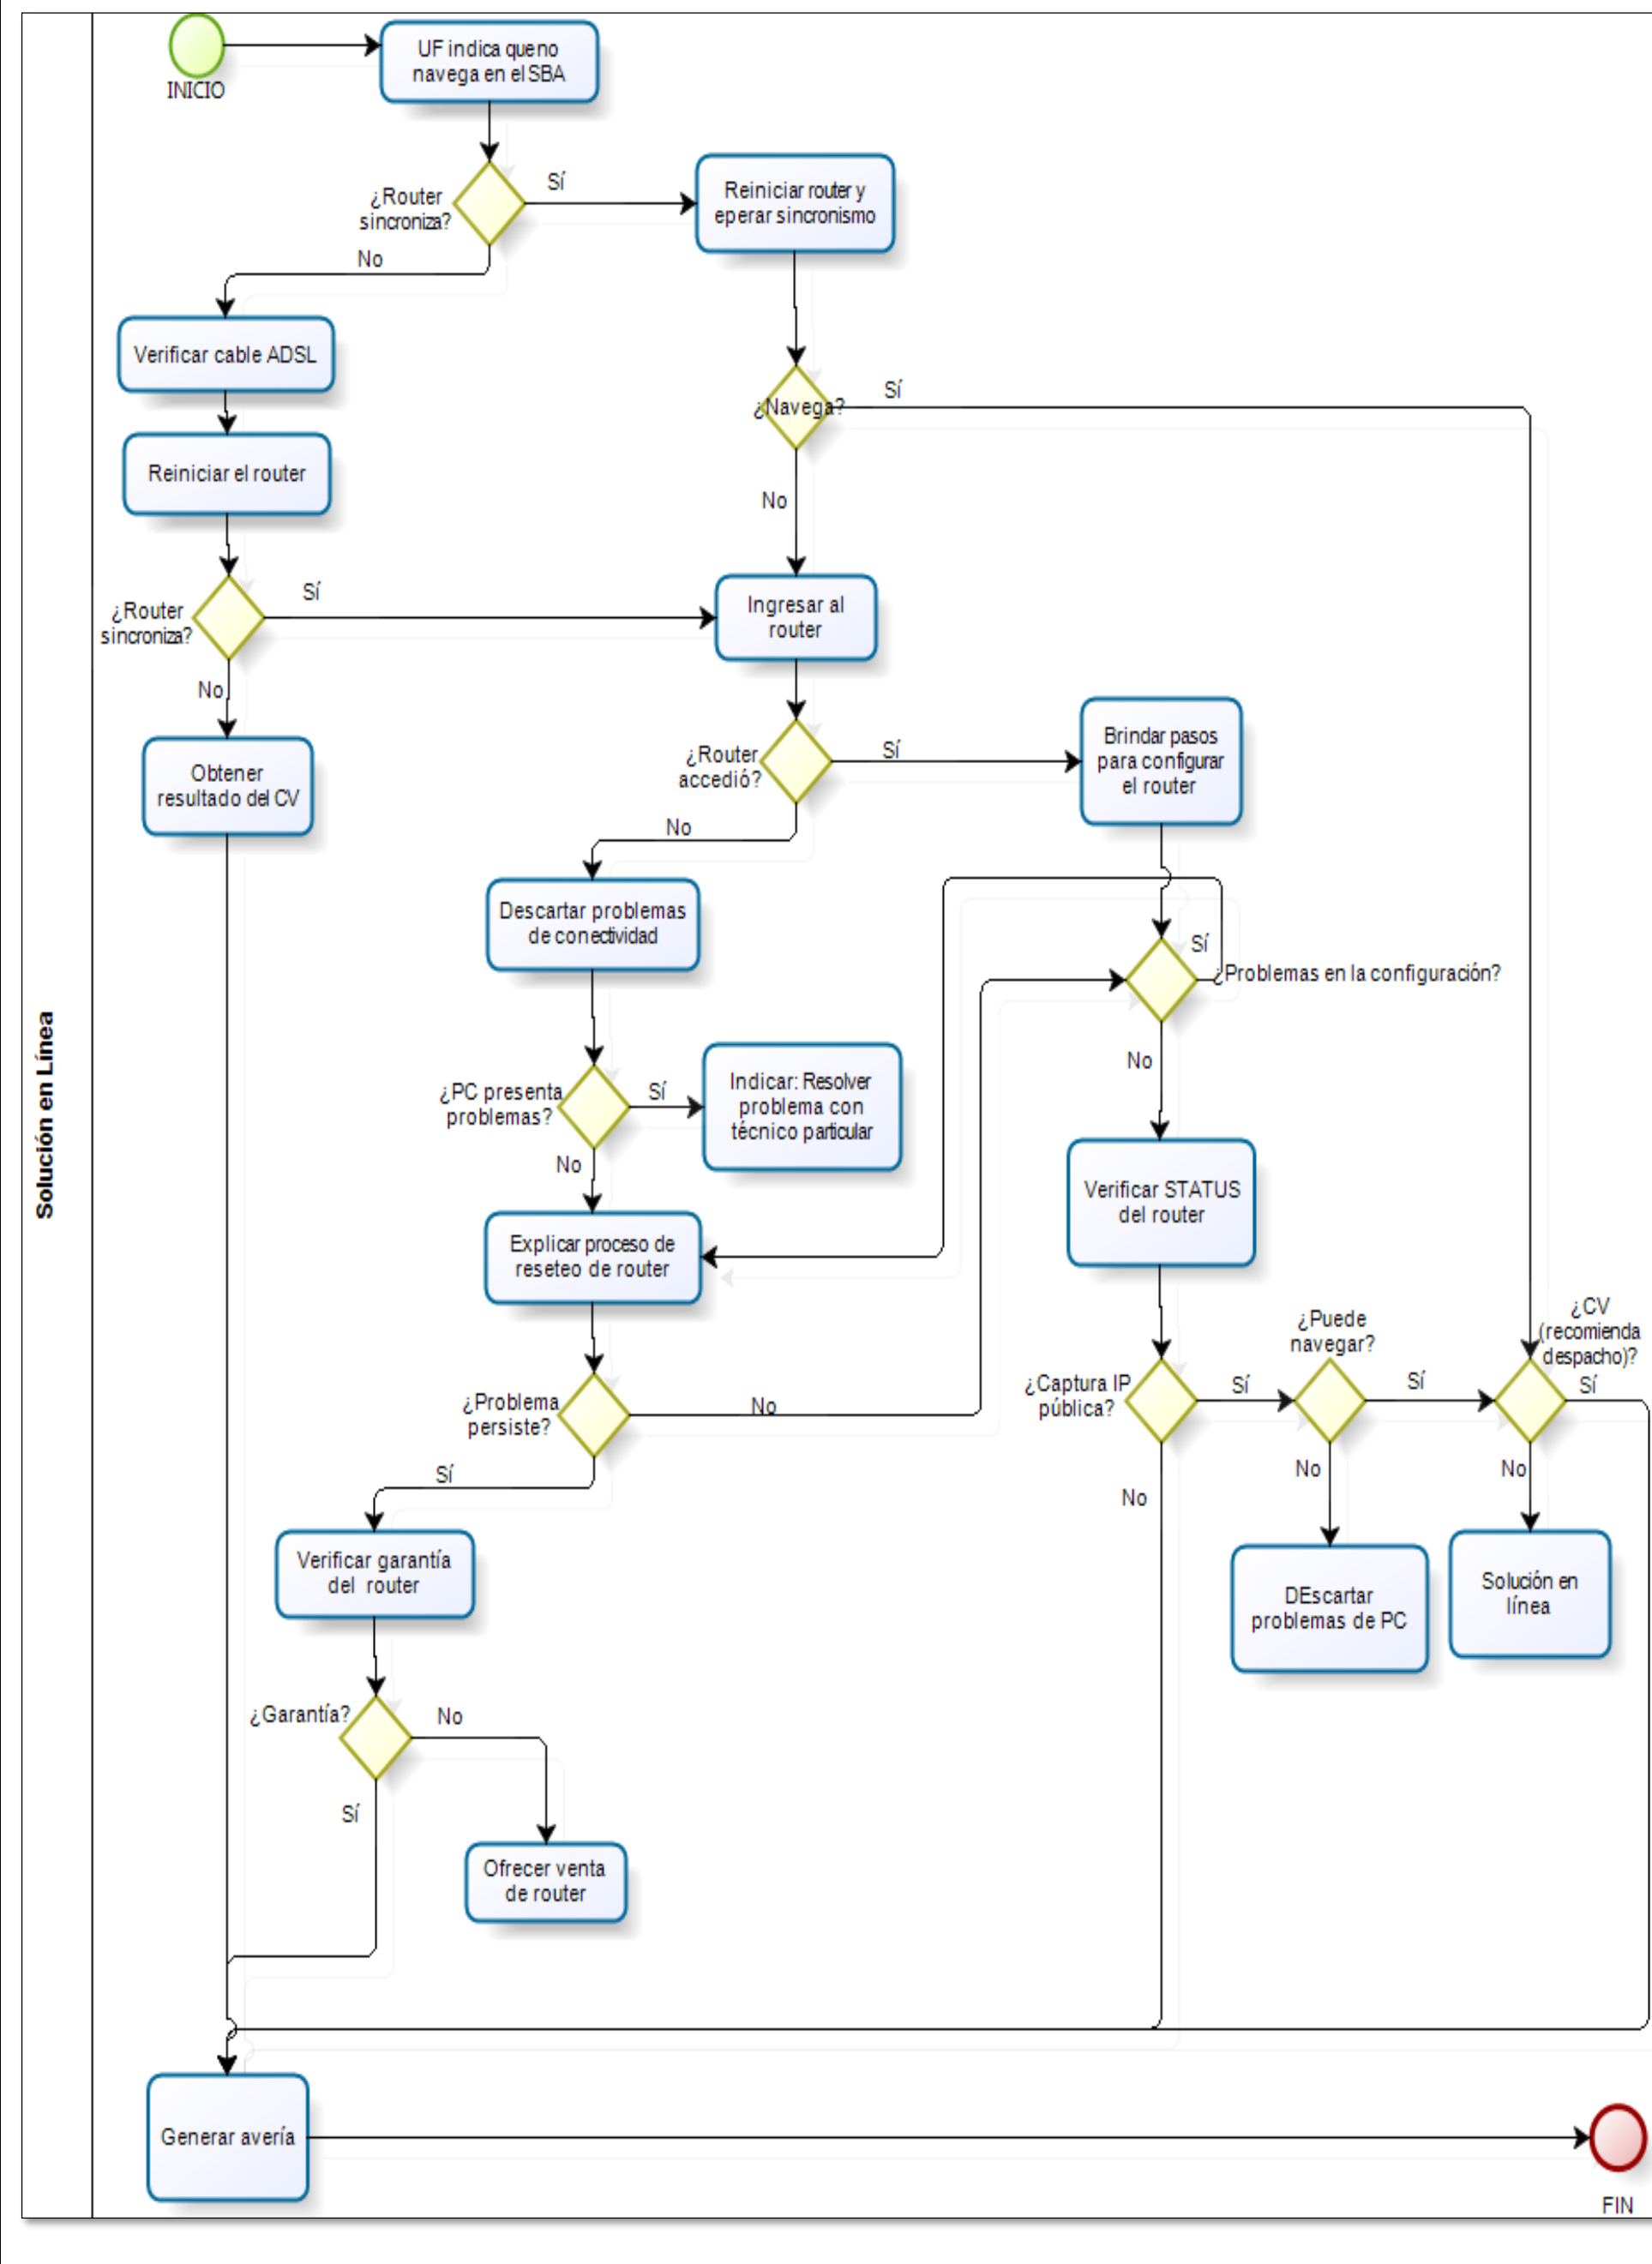 Solución en Línea
INICIO
UF indica que no
navega en el SBA
¿Router
sincroniza?
Sí
No
Reiniciar router y
eperar sincronismo
Verificar cable ADSL
¿Navega?
Sí
No
Reiniciar el router
¿Router
sincroniza?
Sí
No
Ingresar al
router
Obtener
resultado del CV
¿Router
accedió?
Sí
No
Brindar pasos
para configurar
el router
Descartar problemas
de conectividad
Sí
¿Problemas en la configuración?
No
¿PC presenta
problemas?
Sí
No
Indicar: Resolver
problema con
técnico particular
Verificar STATUS
del router
Explicar proceso de
reseteo de router
¿Problema
persiste?
No
Sí
¿Captura IP
pública?
Sí
No
¿Puede
navegar?
Sí
No
¿CV
(recomienda
despacho)?
Sí
No
Verificar garantía
del router
DEscartar
problemas de PC
Solución en
línea
¿Garantía?
No
Sí
Ofrecer venta
de router
Generar avería
FIN